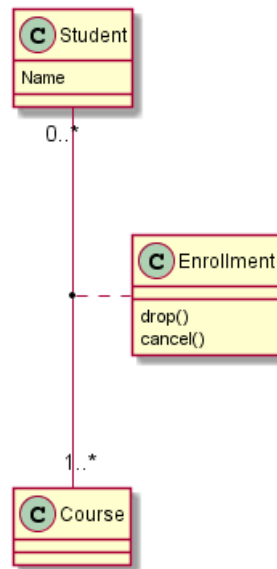 C Student
Name
0..*
C Enrollment
drop()
cancel()
1..*
C Course